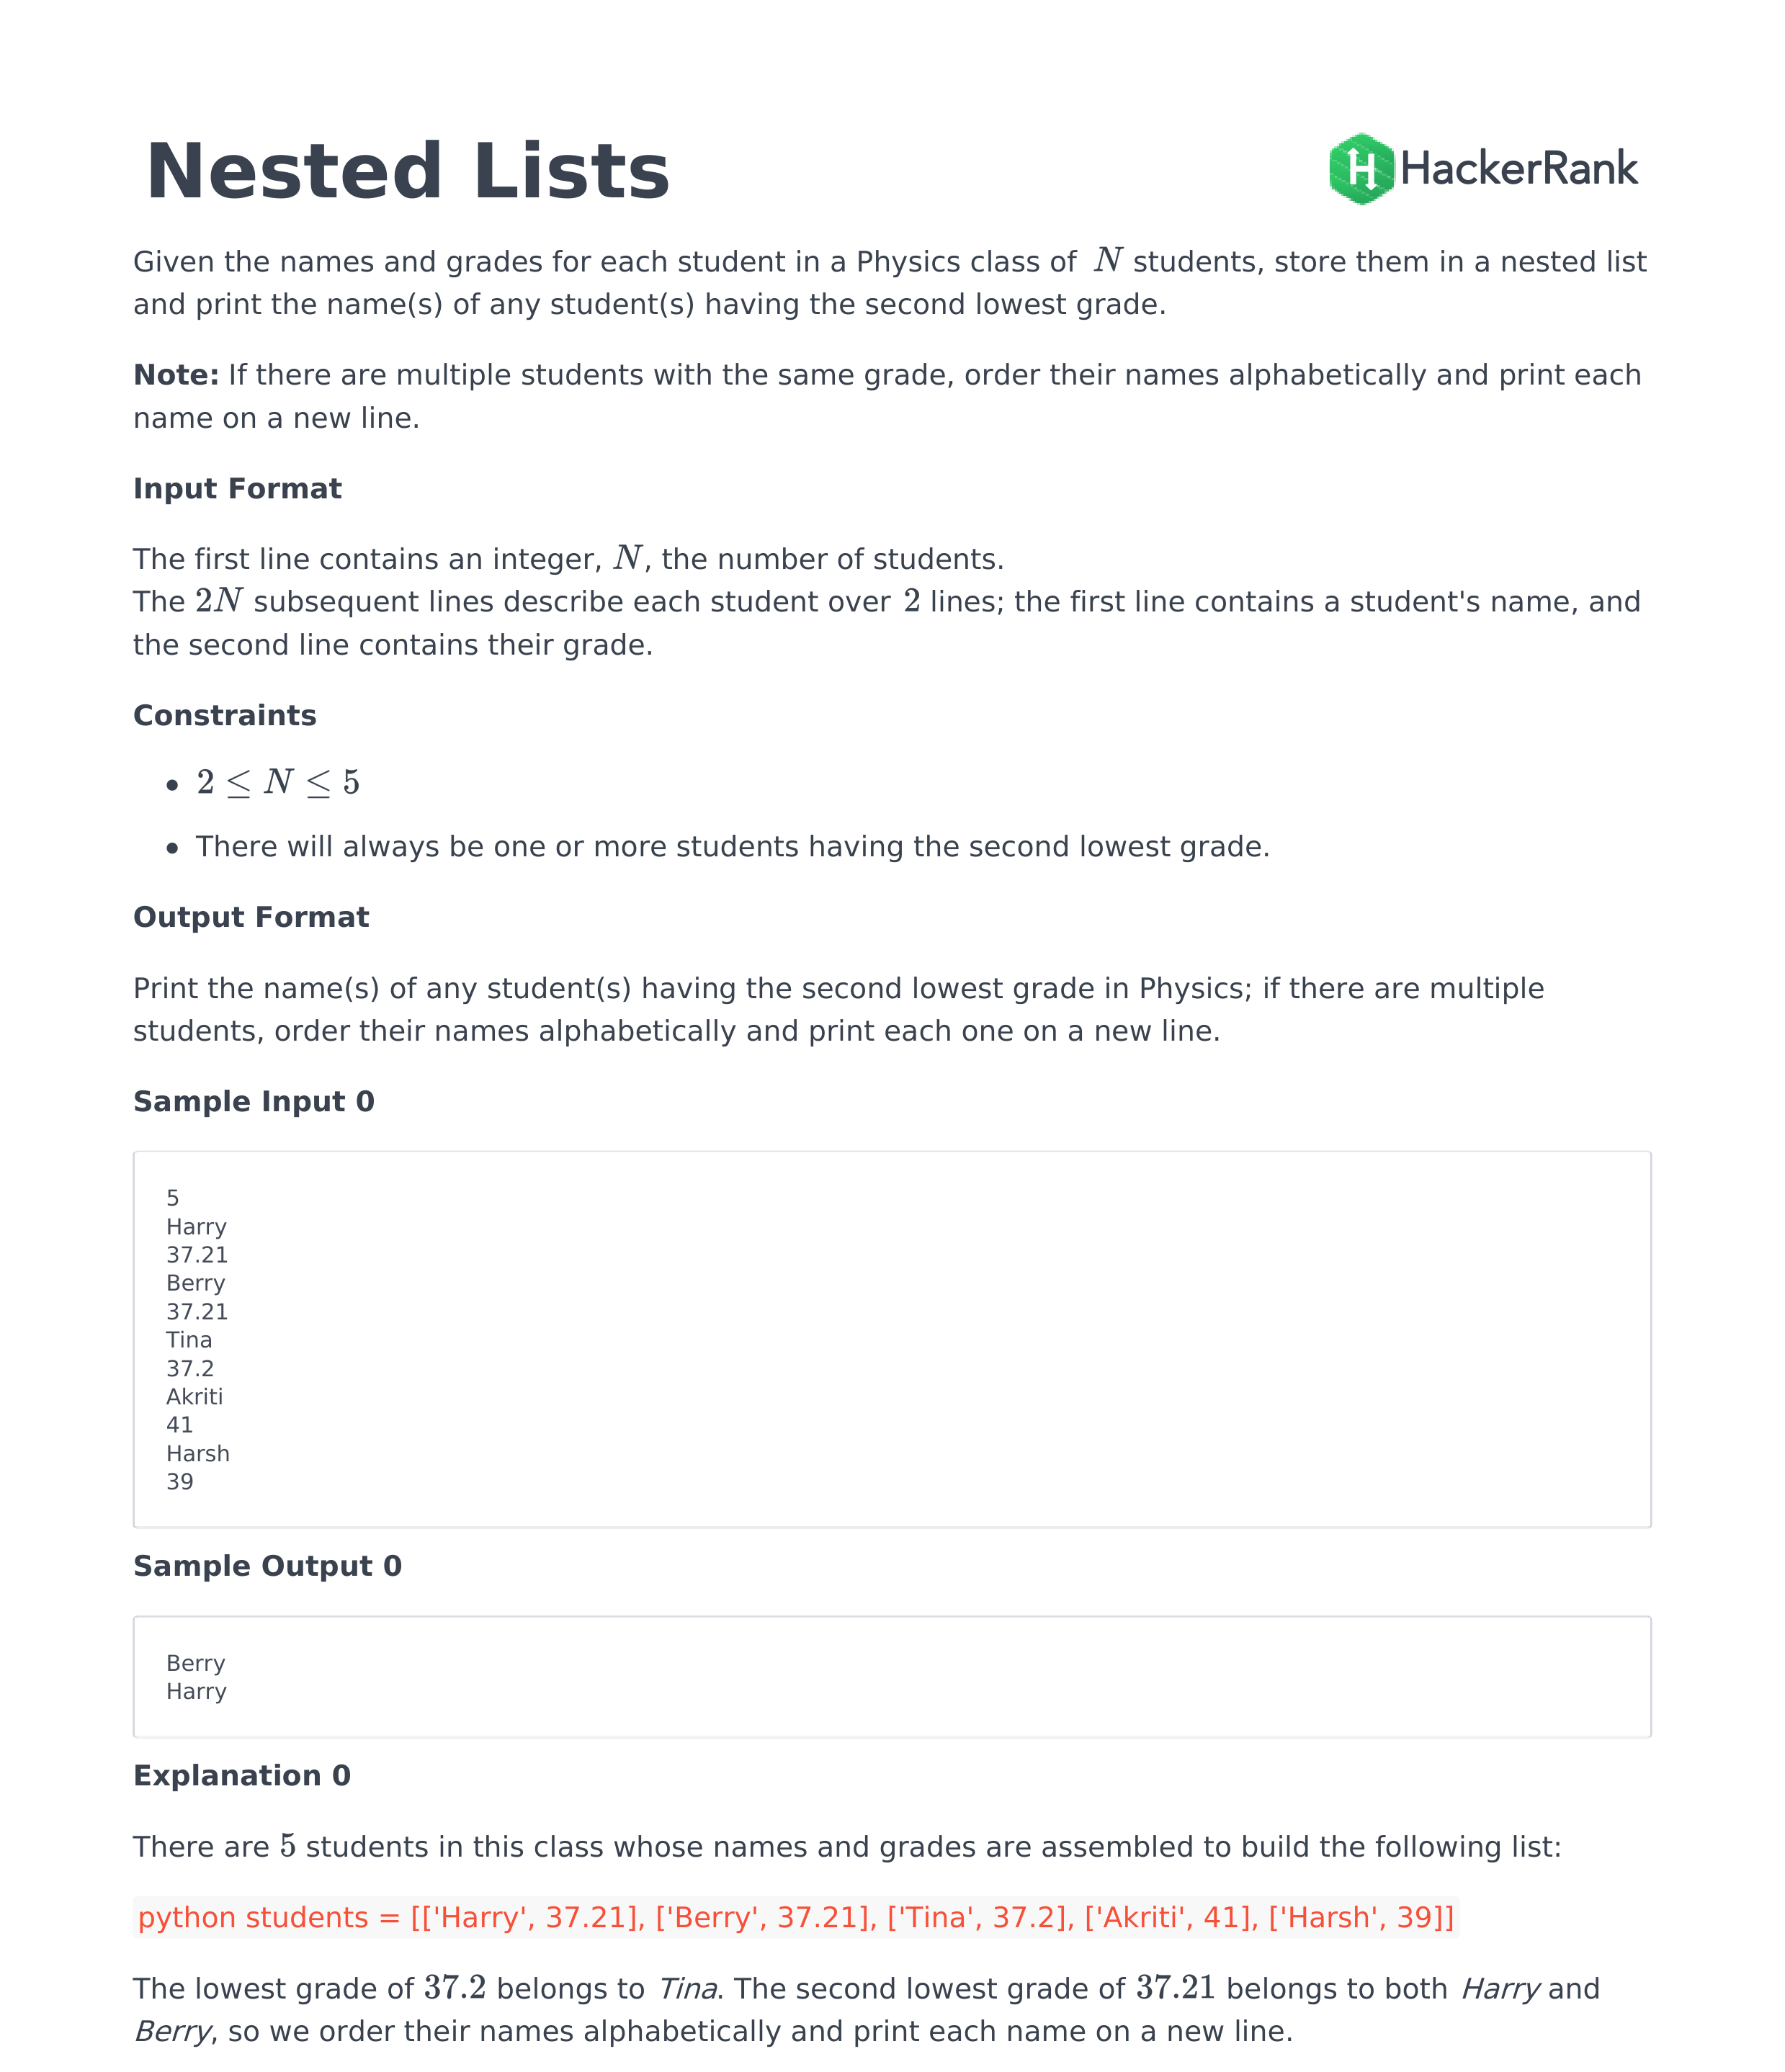 Nested Lists
HackerRank
Given the names and grades for each student in a Physics class of N students, store them in a nested list
and print the name(s) of any student(s) having the second lowest grade.
Note: If there are multiple students with the same grade, order their names alphabetically and print each
name on a new line.
Input Format
The first line contains an integer, N, the number of students.
The 2N subsequent lines describe each student over 2 lines; the first line contains a student's name, and
the second line contains their grade.
Constraints
• 2 ≤ N ≤ 5
• There will always be one or more students having the second lowest grade.
Output Format
Print the name(s) of any student(s) having the second lowest grade in Physics; if there are multiple
students, order their names alphabetically and print each one on a new line.
Sample Input 0
5
Harry
37.21
Berry
37.21
Tina
37.2
Akriti
41
Harsh
39
Sample Output 0
Berry
Harry
Explanation 0
There are 5 students in this class whose names and grades are assembled to build the following list:
python students = [['Harry', 37.21], ['Berry', 37.21], ['Tina', 37.2], ['Akriti', 41], ['Harsh', 39]]
The lowest grade of 37.2 belongs to Tina. The second lowest grade of 37.21 belongs to both Harry and
Berry, so we order their names alphabetically and print each name on a new line.